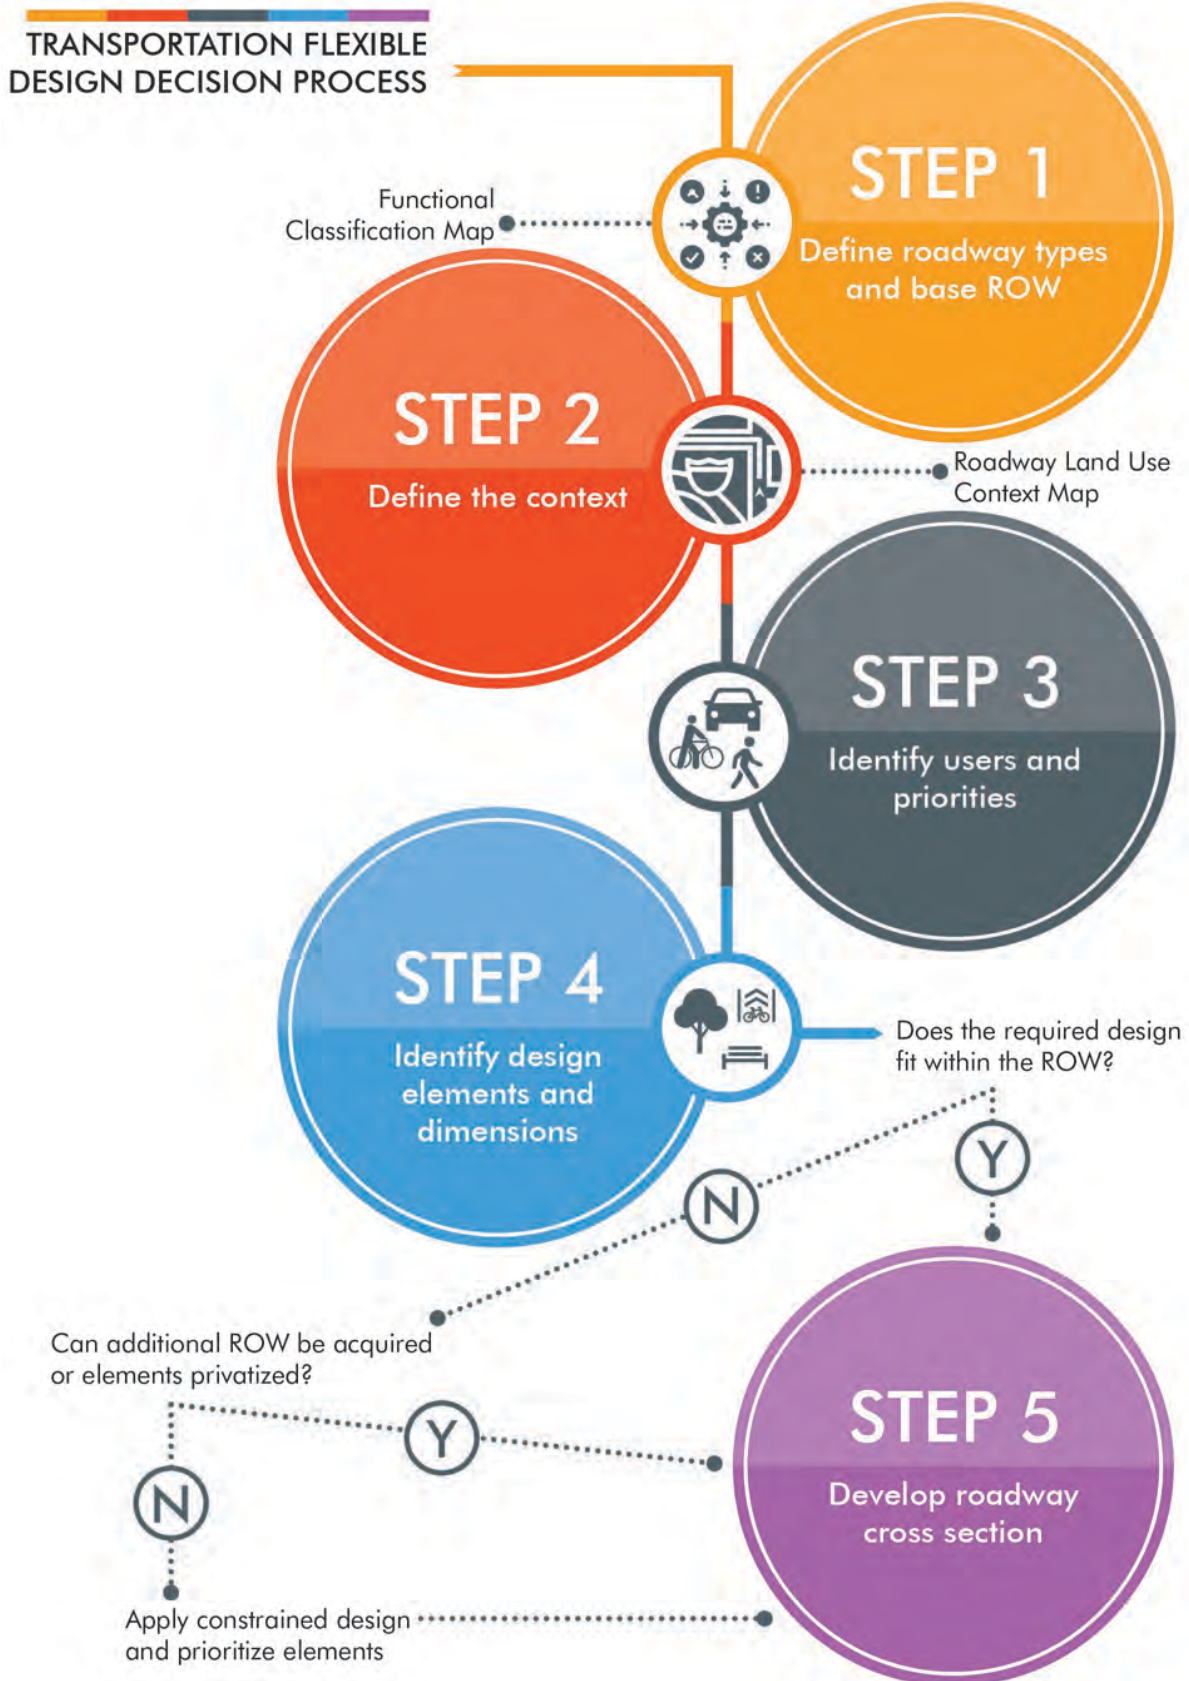 TRANSPORTATION FLEXIBLE
DESIGN DECISION PROCESS
STEP 1
Define roadway types
and base ROW
Functional
Classification Map
STEP 2
Define the context
Roadway Land Use
Context Map
STEP 3
Identify users and
priorities
STEP 4
Identify design
elements and
dimensions
Does the required design
fit within the ROW?
Y
N
Can additional ROW be acquired
or elements privatized?
Y
N
Apply constrained design
and prioritize elements
STEP 5
Develop roadway
cross section